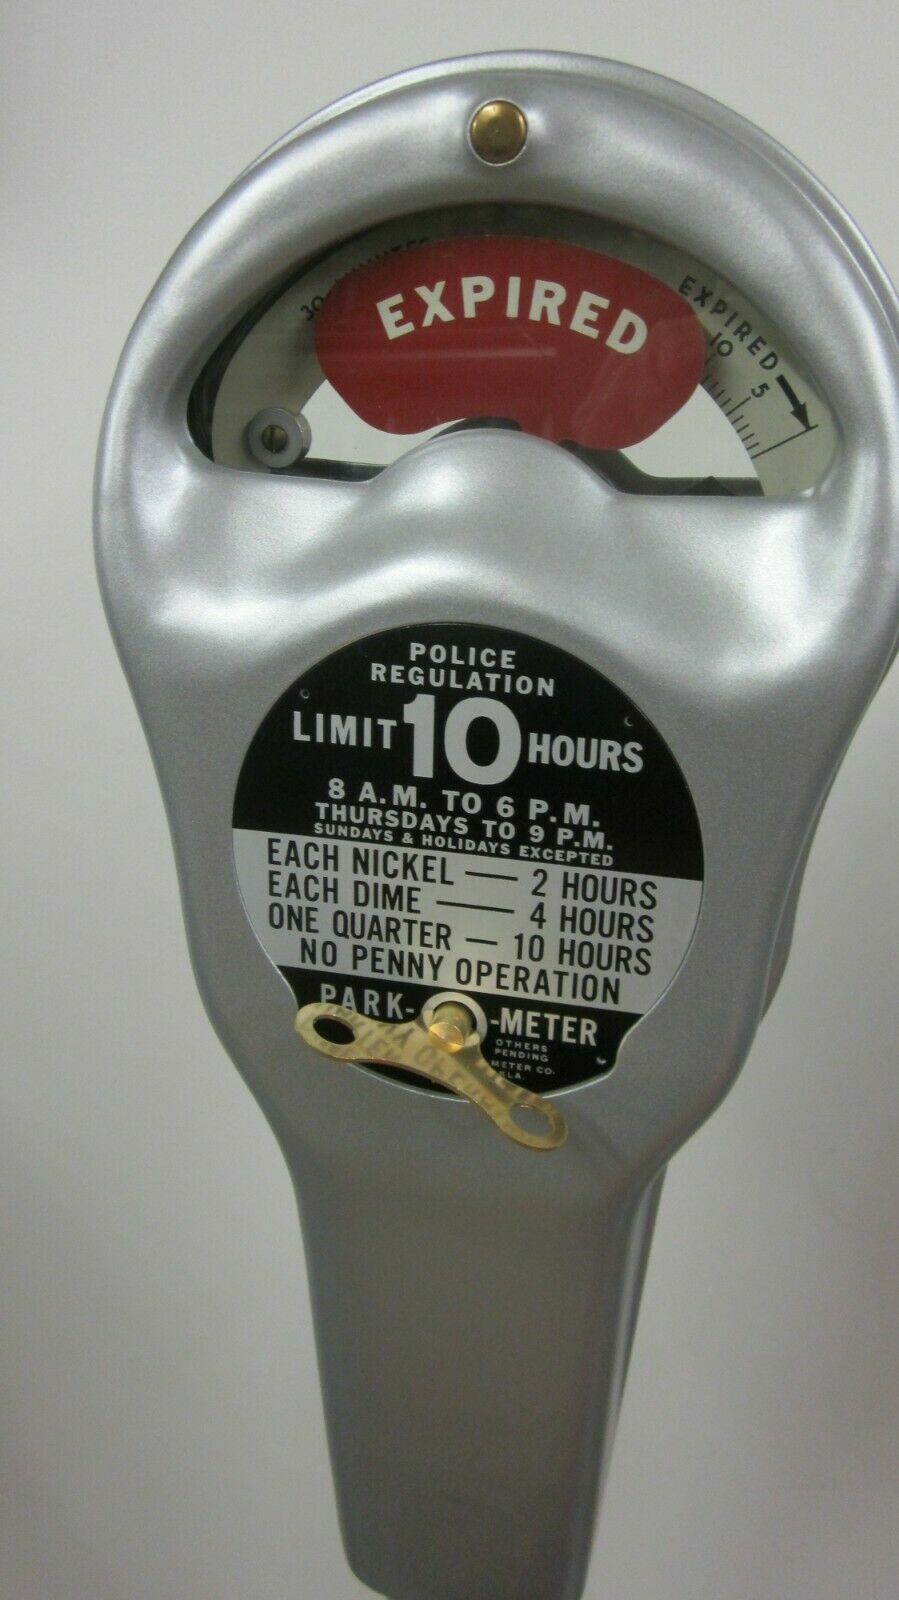 EXPIRED
30
EXPIRED
10
5
POLICE
REGULATION
LIMIT 10 HOURS
8 A.M. TO 6 P.M.
THURSDAYS TO 9 P.M.
SUNDAYS & HOLIDAYS EXCEPTED
EACH NICKEL — 2 HOURS
EACH DIME — 4 HOURS
ONE QUARTER — 10 HOURS
NO PENNY OPERATION
PARK-O-METER
OTHERS
PENDING
METER CO.